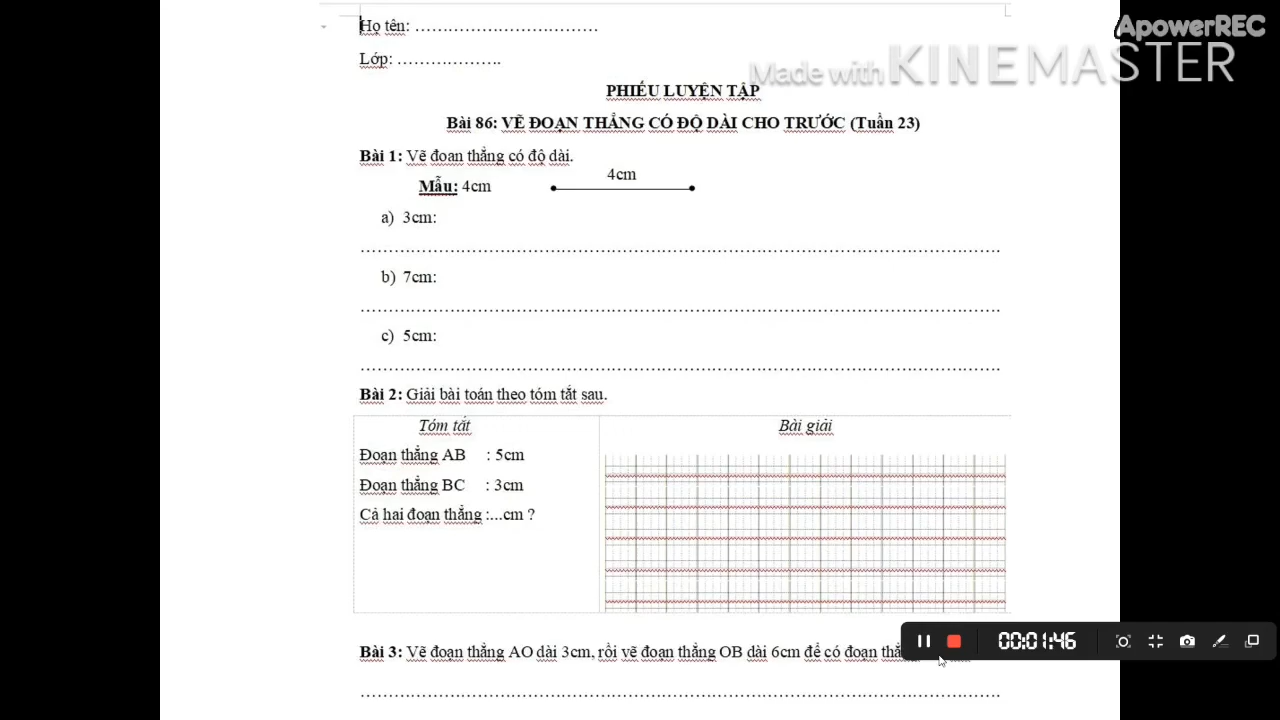 Họ tên: ……………………………
ApowerREC
Lớp: ………………..
Made with KINEMASTER
PHIẾU LUYỆN TẬP
Bài 86: VẼ ĐOẠN THẲNG CÓ ĐỘ DÀI CHO TRƯỚC (Tuần 23)
Bài 1: Vẽ đoan thẳng có độ dài.
4cm
Mẫu: 4cm
a) 3cm:
b) 7cm:
c) 5cm:
Bài 2: Giải bài toán theo tóm tắt sau.
Tóm tắt
Bài giải
Đoạn thẳng AB : 5cm
Đoạn thẳng BC : 3cm
Cả hai đoạn thẳng :...cm ?
00:01:46
Bài 3: Vẽ đoạn thẳng AO dài 3cm, rồi vẽ đoạn thẳng OB dài 6cm để có đoạn